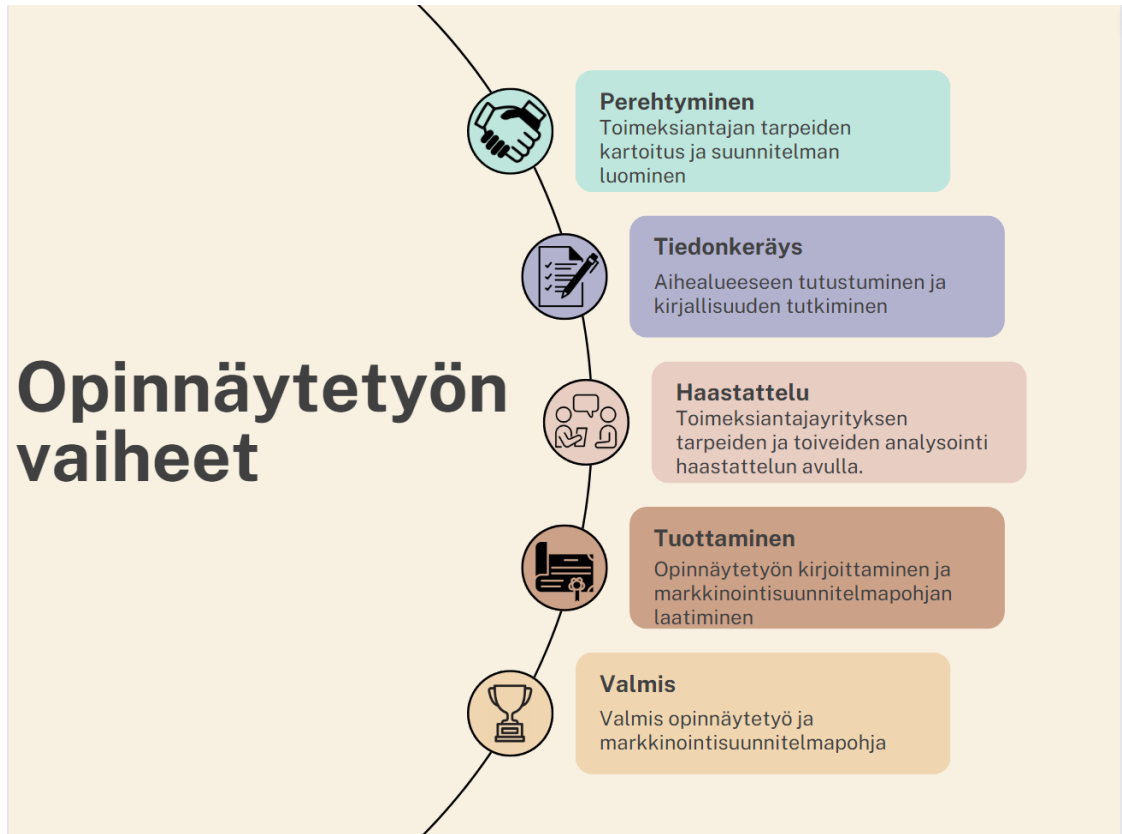 Opinnäytetyön
vaiheet
Perehtyminen
Toimeksiantajan tarpeiden
kartoitus ja suunnitelman
luominen
Tiedonkeräys
Aihealueeseen tutustuminen ja
kirjallisuuden tutkiminen
Haastattelu
Toimeksiantajayrityksen
tarpeiden ja toiveiden analysointi
haastattelun avulla.
Tuottaminen
Opinnäytetyön kirjoittaminen ja
markkinointisuunnitelmapohjan
laatiminen
Valmis
Valmis opinnäytetyö ja
markkinointisuunnitelmapohja